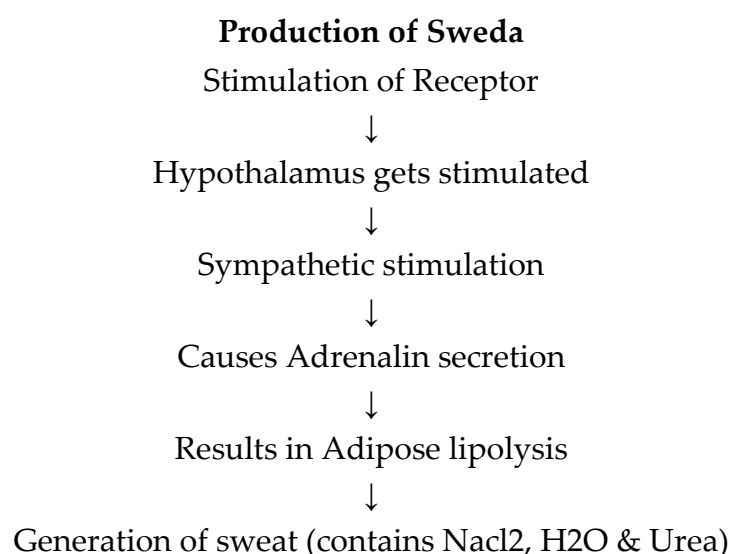 Production of Sweda
Stimulation of Receptor
↓
Hypothalamus gets stimulated
↓
Sympathetic stimulation
↓
Causes Adrenalin secretion
↓
Results in Adipose lipolysis
↓
Generation of sweat (contains Nacl2, H2O & Urea)